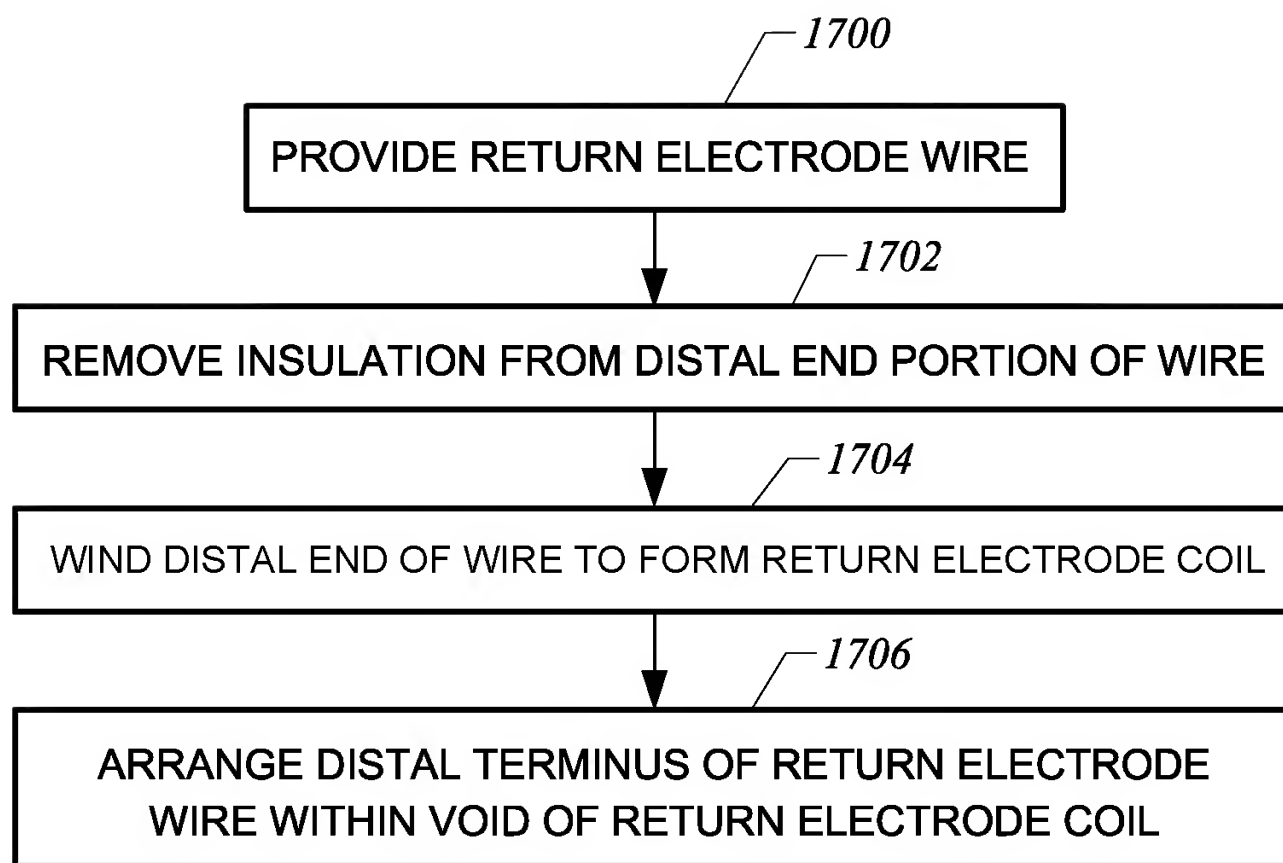 1700
PROVIDE RETURN ELECTRODE WIRE
1702
REMOVE INSULATION FROM DISTAL END PORTION OF WIRE
1704
WIND DISTAL END OF WIRE TO FORM RETURN ELECTRODE COIL
1706
ARRANGE DISTAL TERMINUS OF RETURN ELECTRODE
WIRE WITHIN VOID OF RETURN ELECTRODE COIL